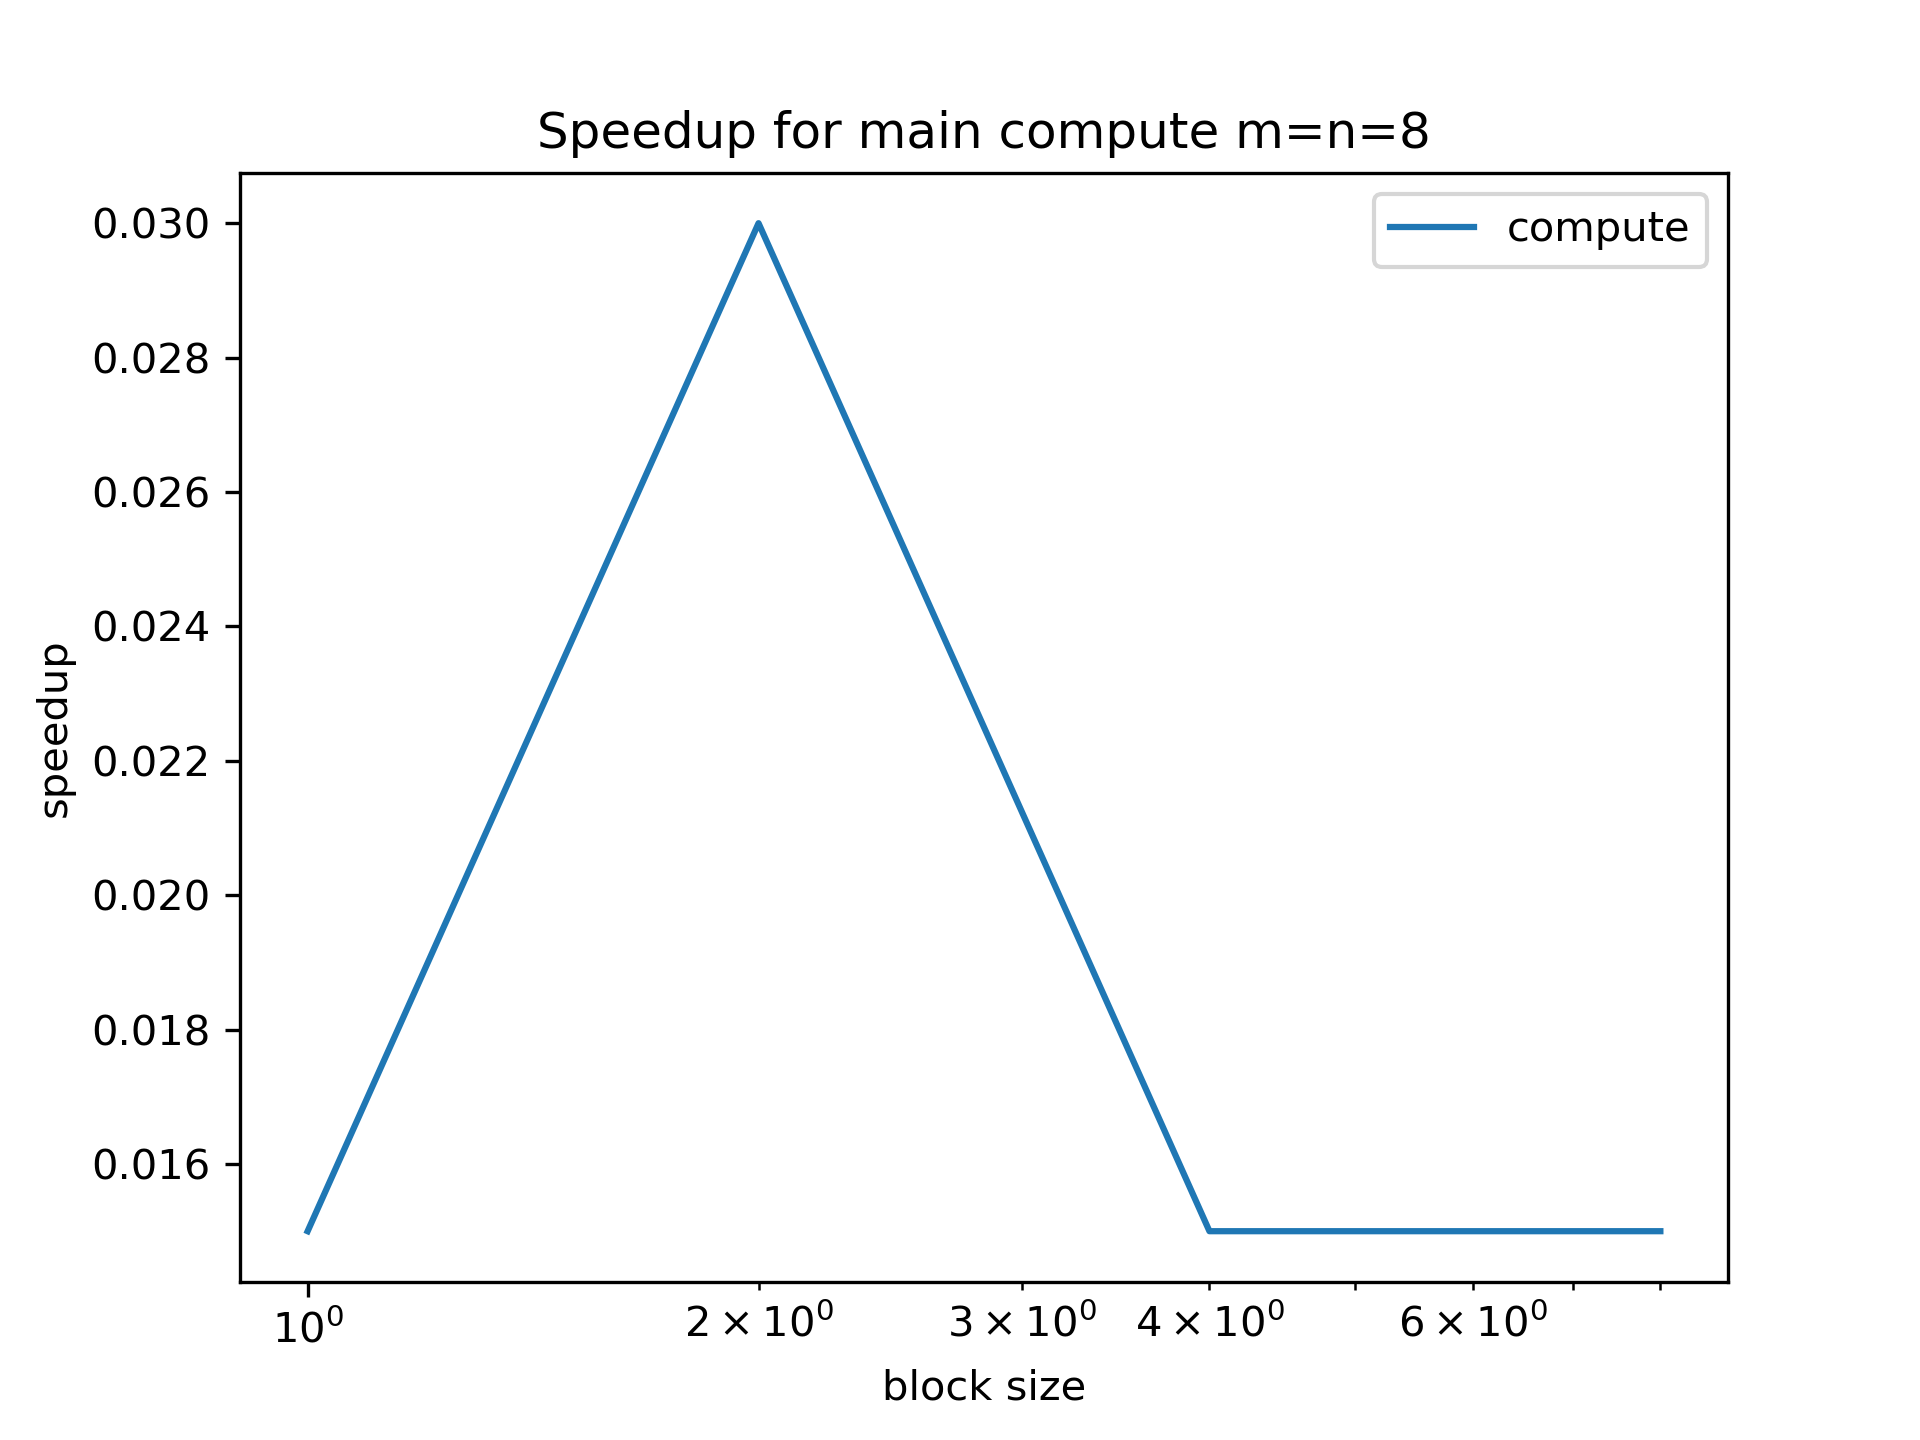 Speedup for main compute m=n=8
compute
speedup
0.030
0.028
0.026
0.024
0.022
0.020
0.018
0.016
10⁰
2 × 10⁰
3 × 10⁰
4 × 10⁰
6 × 10⁰
block size